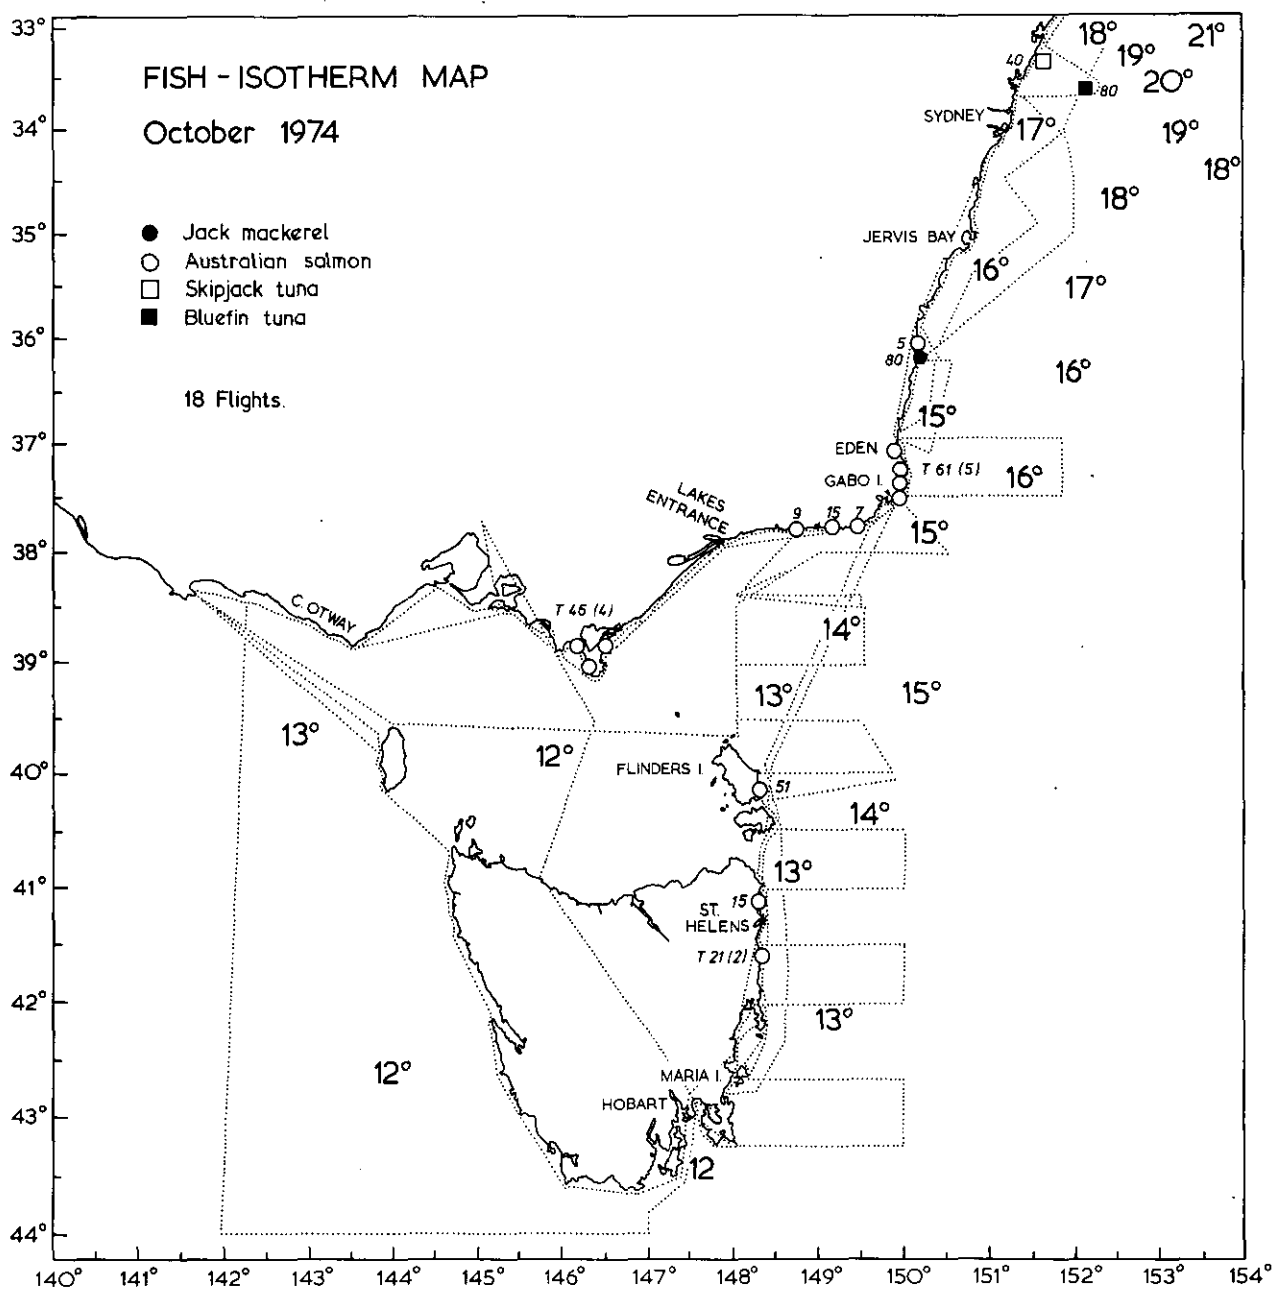 FISH - ISOTHERM MAP
October 1974
Jack mackerel
Australian salmon
Skipjack tuna
Bluefin tuna
18 Flights.
33°
34°
35°
36°
37°
38°
39°
40°
41°
42°
43°
44°
140° 141° 142° 143° 144° 145° 146° 147° 148° 149° 150° 151° 152° 153° 154°
18° 21°
19°
40
20°
80
SYDNEY
17° 19°
18°
18°
JERVIS BAY
16°
17°
5
80
16°
15°
EDEN
T 61 (5)
GABO I.
16°
LAKES
ENTRANCE
9 15 7
15°
C. OTWAY
T 46 (4)
14°
13°
15°
13°
12°
FLINDERS I.
51
14°
13°
15
ST.
HELENS
T 21 (2)
13°
12°
MARIA I.
HOBART
12